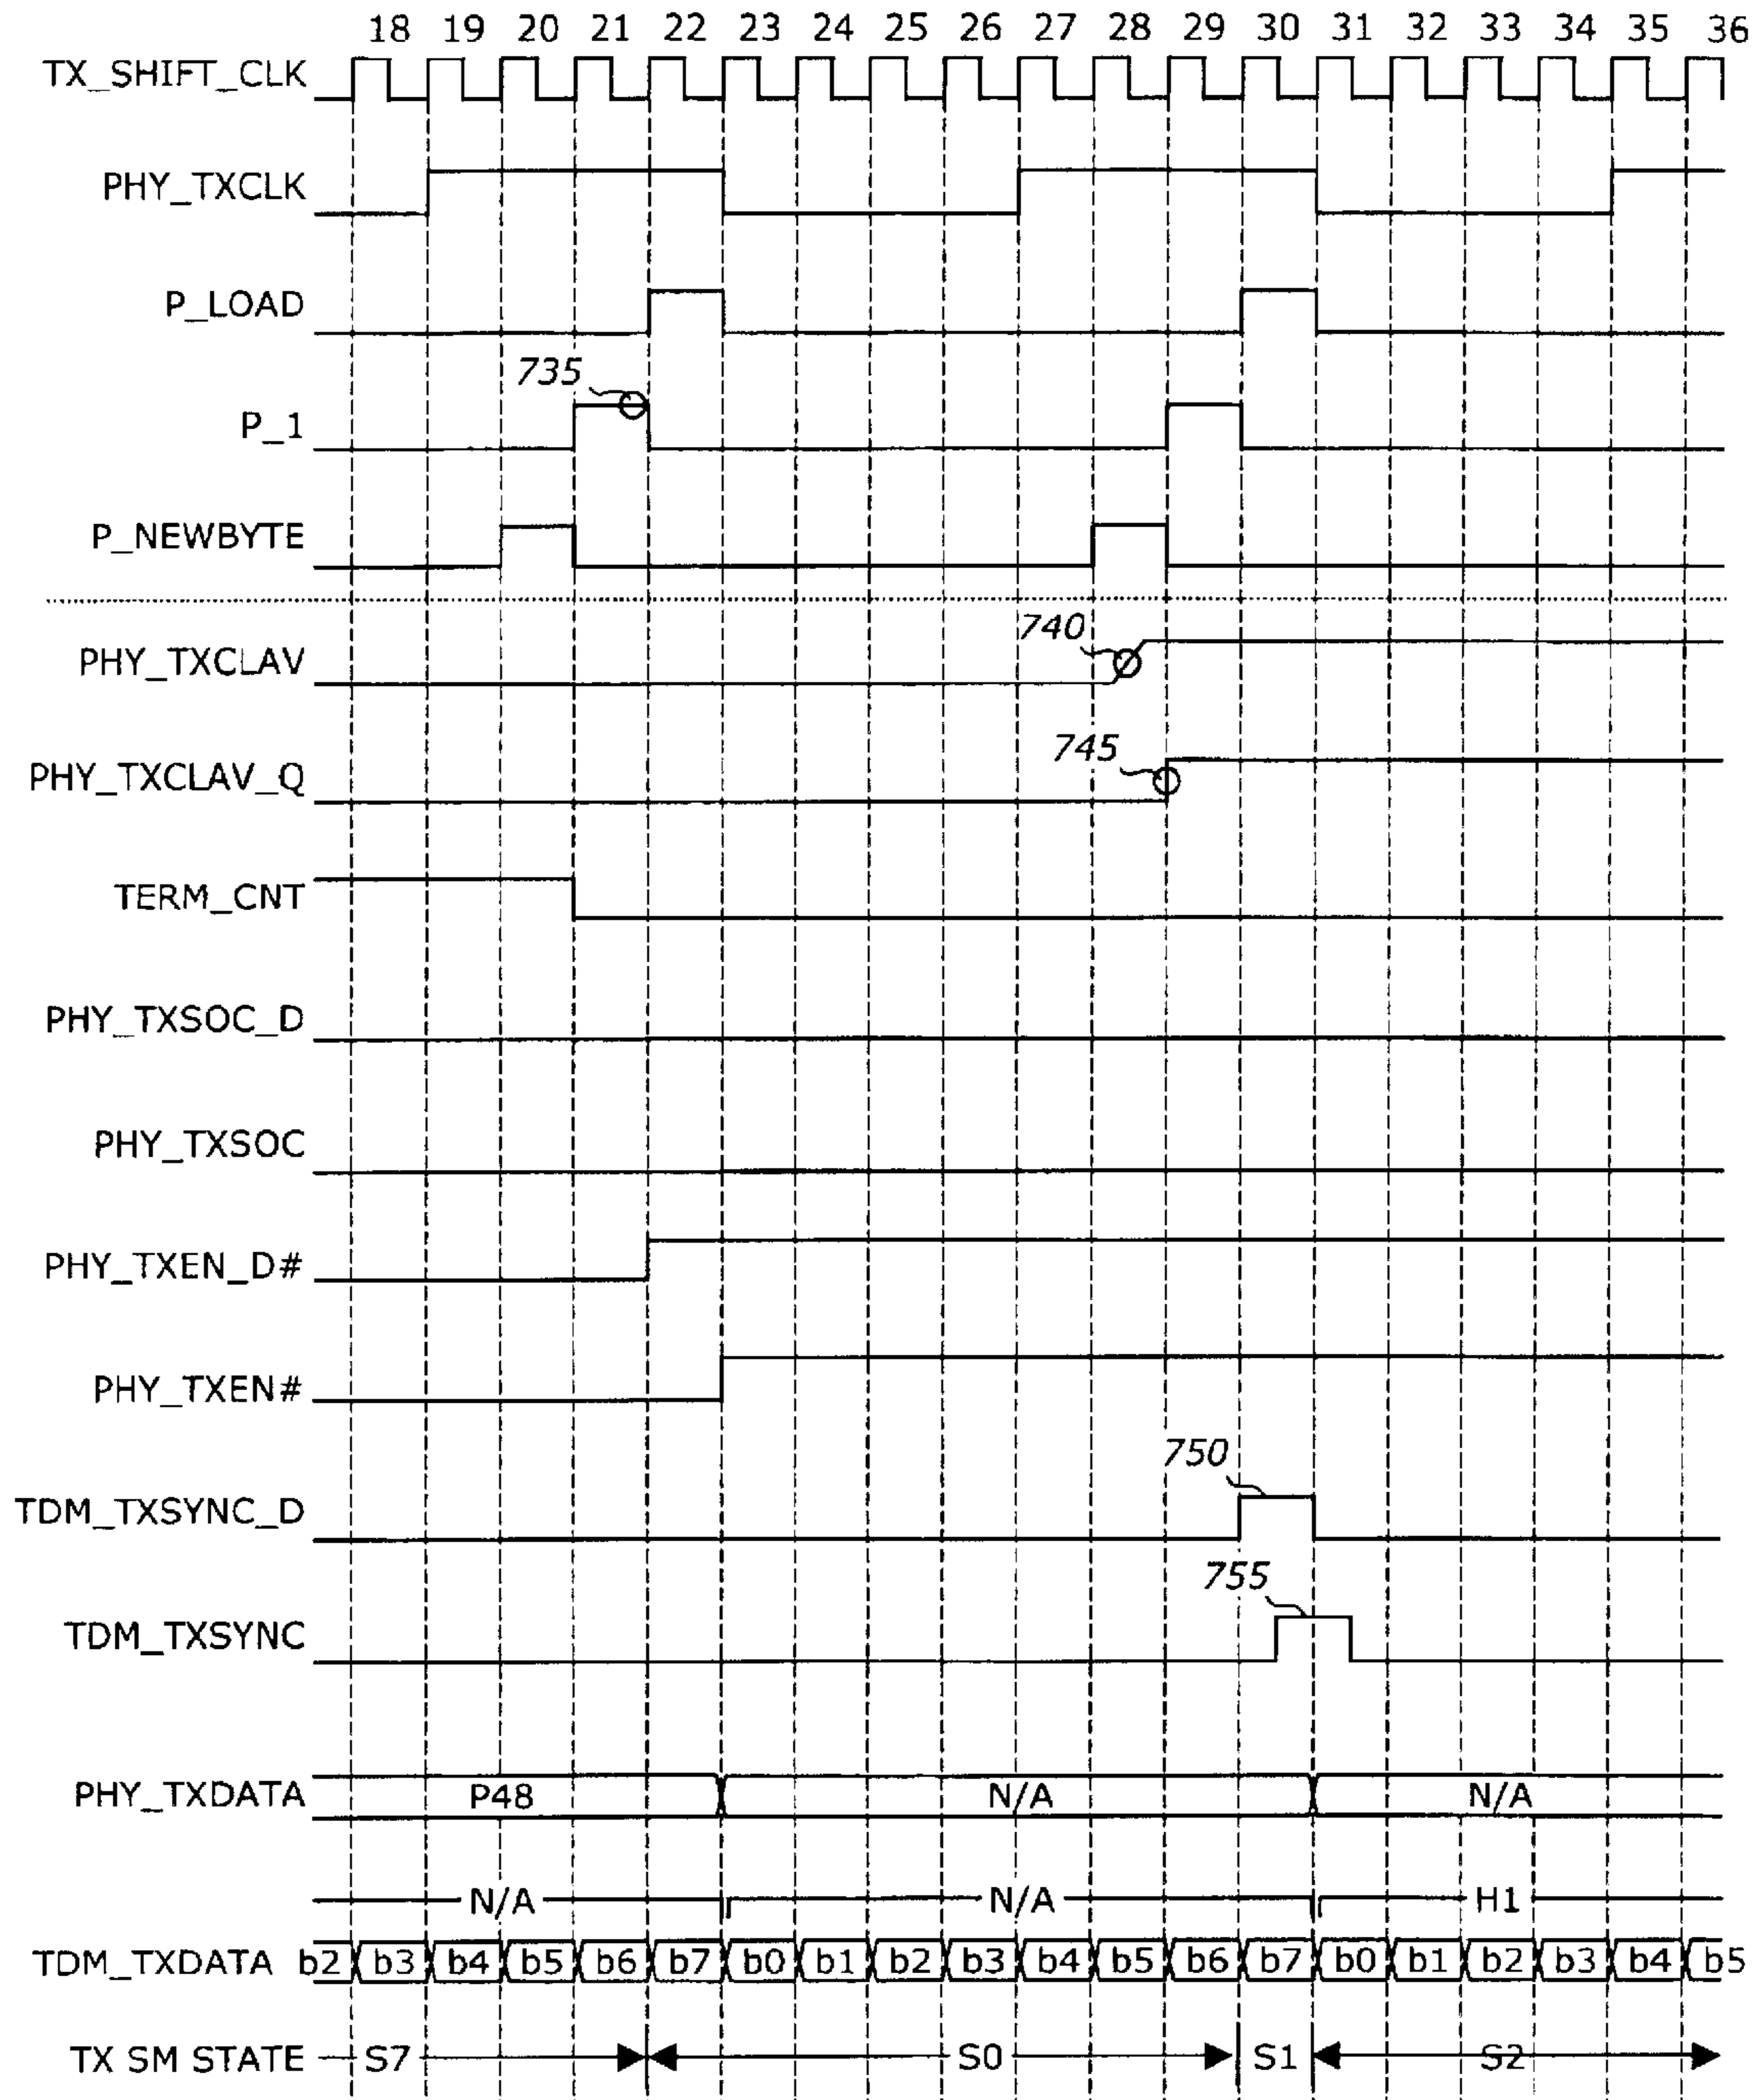 18 19 20 21 22 23 24 25 26 27 28 29 30 31 32 33 34 35 36
TX_SHIFT_CLK
PHY_TXCLK
P_LOAD
735
P_1
P_NEWBYTE
740
PHY_TXCLAV
745
PHY_TXCLAV_Q
TERM_CNT
PHY_TXSOC_D
PHY_TXSOC
PHY_TXEN_D#
PHY_TXEN#
750
TDM_TXSYNC_D
755
TDM_TXSYNC
PHY_TXDATA P48 N/A N/A
N/A N/A H1
TDM_TXDATA b2 b3 b4 b5 b6 b7 b0 b1 b2 b3 b4 b5 b6 b7 b0 b1 b2 b3 b4 b5
TX SM STATE S7 S0 S1 S2